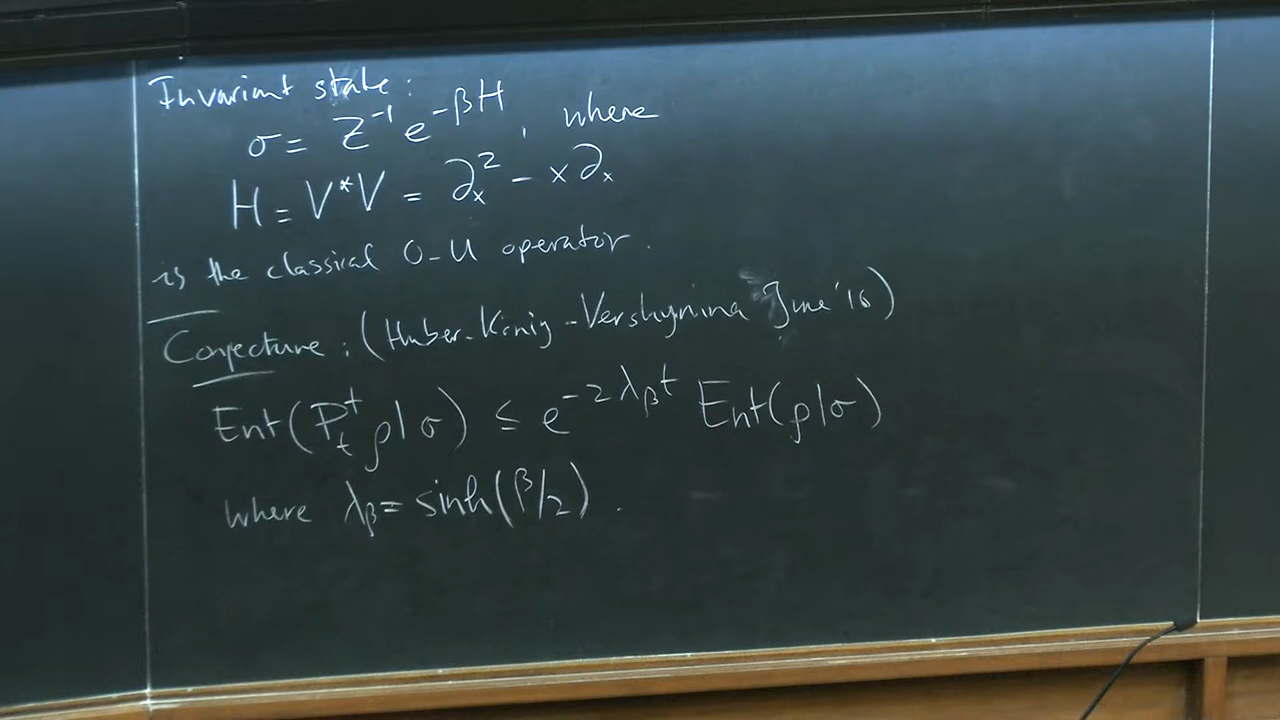 Invariant state:
σ = Z⁻¹ e^{-βH}, where
H = V*V = ∂ₓ² - x∂ₓ
is the classical O-U operator.
Conjecture: (Huber-König-Vershynina June '16)
Ent(P_t^† ρ|σ) ≤ e^{-2λ_β t} Ent(ρ|σ)
where λ_β = sinh(β/2).